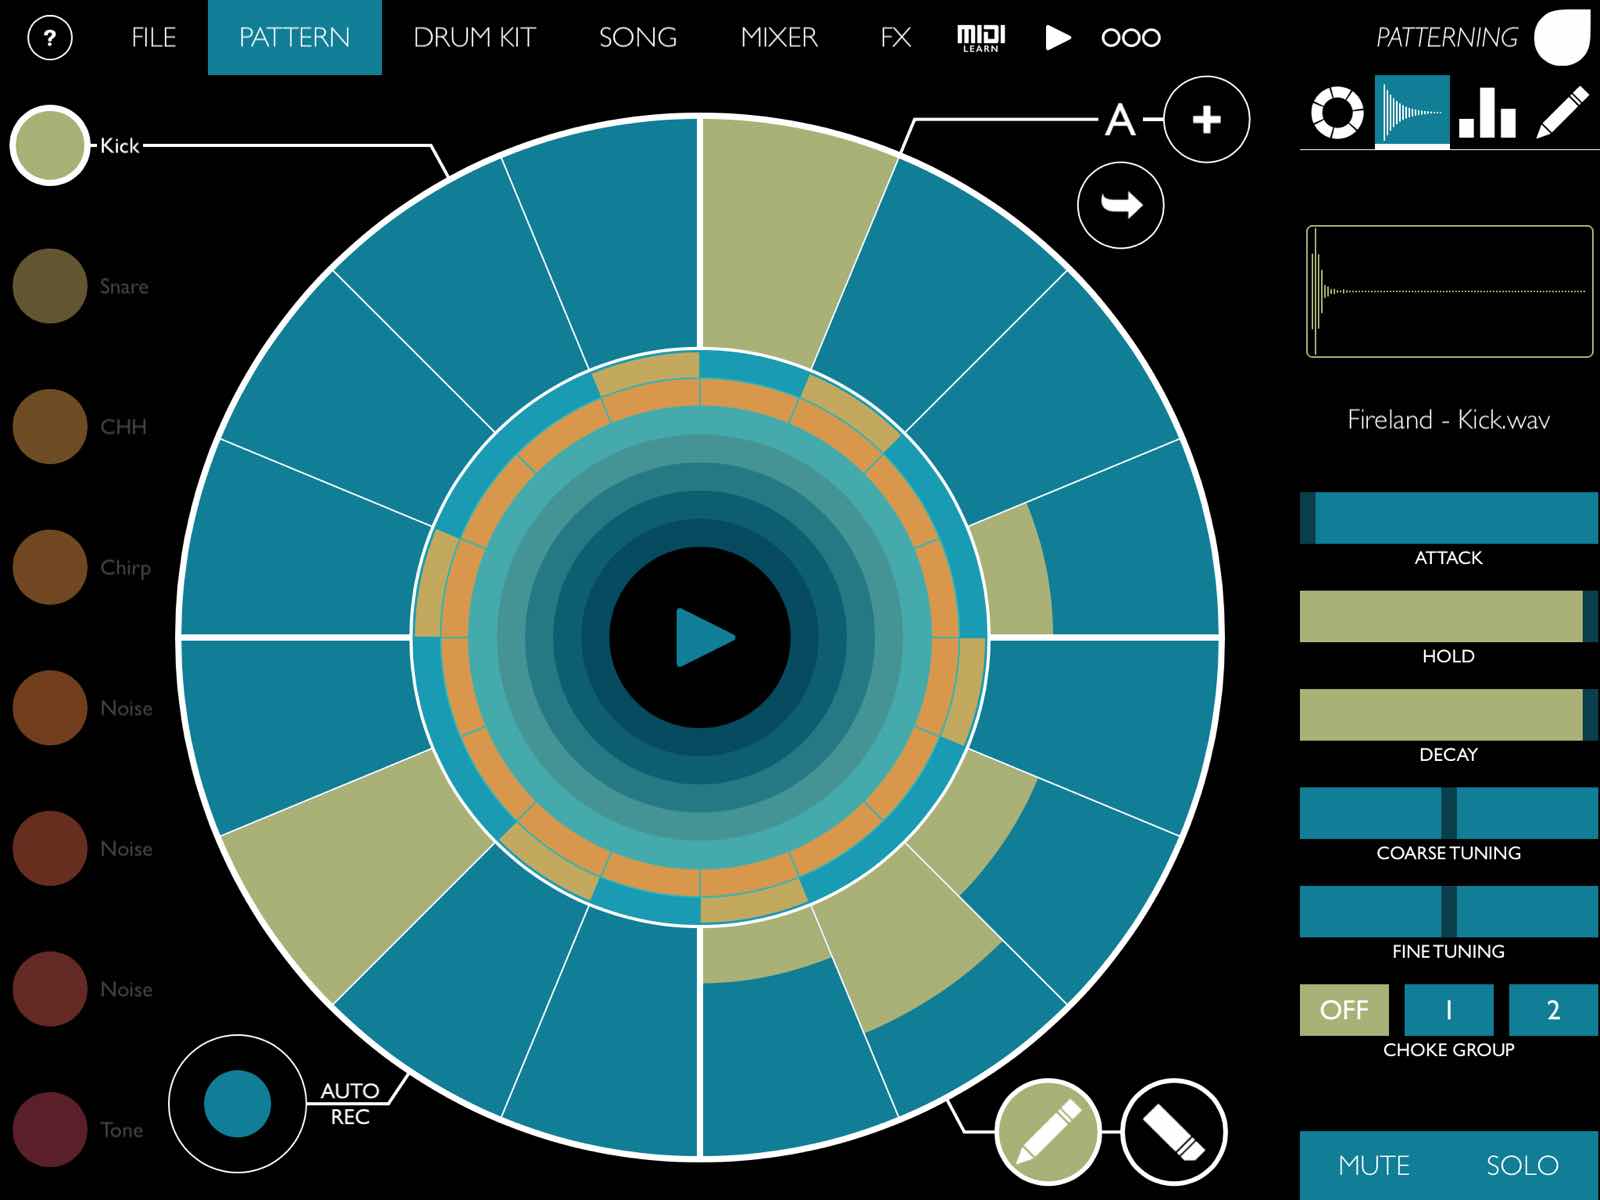 ?
FILE
PATTERN
DRUM KIT
SONG
MIXER
FX
MIDI
LEARN
PATTERNING
A
+
Kick
Snare
CHH
Chirp
Noise
Noise
Noise
Tone
AUTO
REC
Fireland - Kick.wav
ATTACK
HOLD
DECAY
COARSE TUNING
FINE TUNING
OFF 1 2
CHOKE GROUP
MUTE SOLO